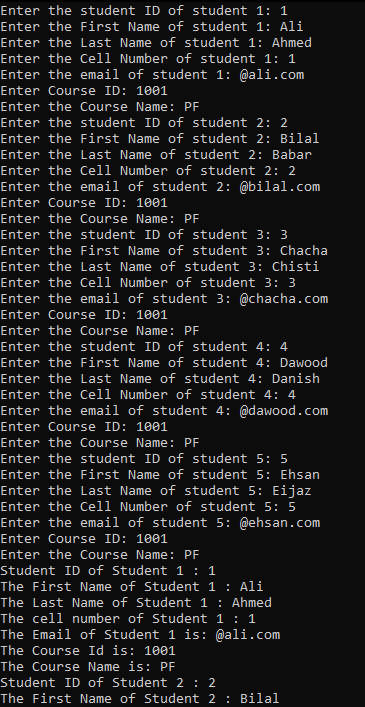 Enter the student ID of student 1: 1
Enter the First Name of student 1: Ali
Enter the Last Name of student 1: Ahmed
Enter the Cell Number of student 1: 1
Enter the email of student 1: @ali.com
Enter Course ID: 1001
Enter the Course Name: PF
Enter the student ID of student 2: 2
Enter the First Name of student 2: Bilal
Enter the Last Name of student 2: Babar
Enter the Cell Number of student 2: 2
Enter the email of student 2: @bilal.com
Enter Course ID: 1001
Enter the Course Name: PF
Enter the student ID of student 3: 3
Enter the First Name of student 3: Chacha
Enter the Last Name of student 3: Chisti
Enter the Cell Number of student 3: 3
Enter the email of student 3: @chacha.com
Enter Course ID: 1001
Enter the Course Name: PF
Enter the student ID of student 4: 4
Enter the First Name of student 4: Dawood
Enter the Last Name of student 4: Danish
Enter the Cell Number of student 4: 4
Enter the email of student 4: @dawood.com
Enter Course ID: 1001
Enter the Course Name: PF
Enter the student ID of student 5: 5
Enter the First Name of student 5: Ehsan
Enter the Last Name of student 5: Eijaz
Enter the Cell Number of student 5: 5
Enter the email of student 5: @ehsan.com
Enter Course ID: 1001
Enter the Course Name: PF
Student ID of Student 1 : 1
The First Name of Student 1 : Ali
The Last Name of Student 1 : Ahmed
The cell number of Student 1 : 1
The Email of Student 1 is: @ali.com
The Course Id is: 1001
The Course Name is: PF
Student ID of Student 2 : 2
The First Name of Student 2 : Bilal